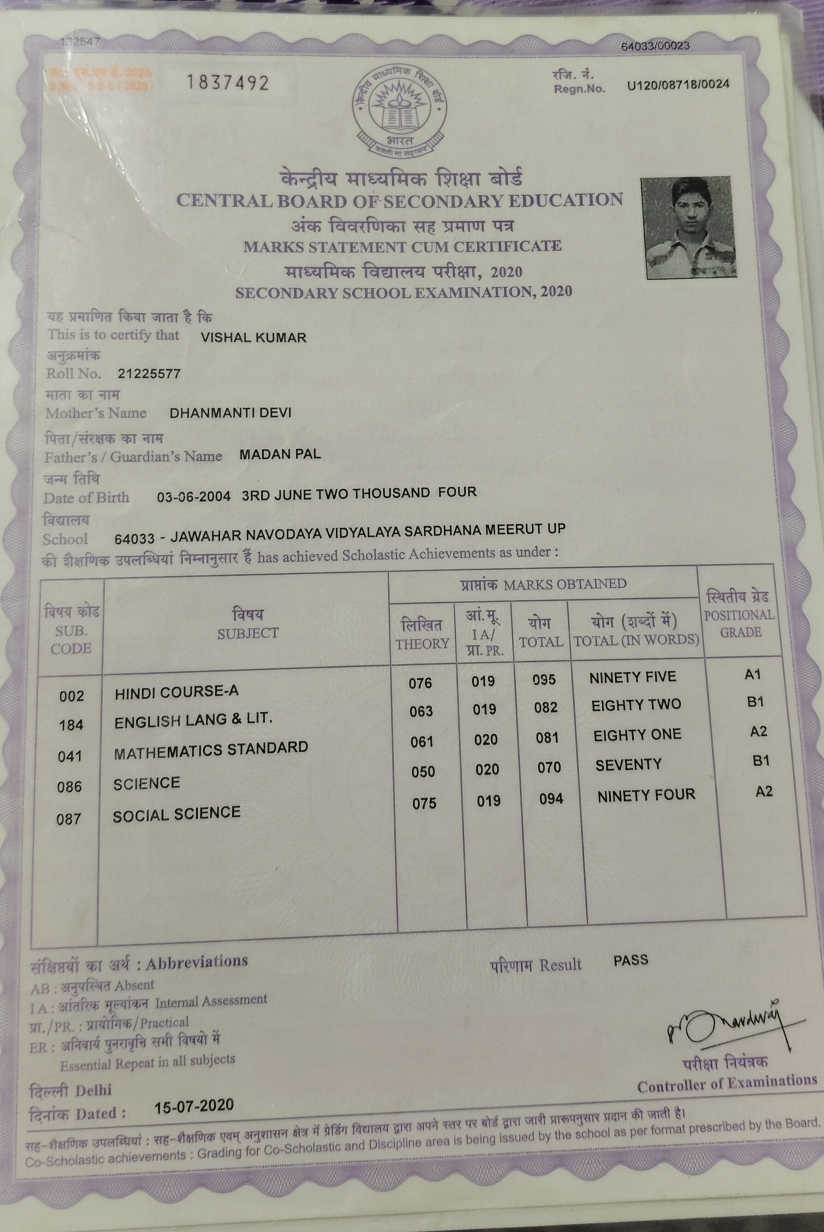 132547
64033/00023
1837492
रजि. नं.
Regn.No. U120/08718/0024
केन्द्रीय माध्यमिक शिक्षा बोर्ड
भारत
केन्द्रीय माध्यमिक शिक्षा बोर्ड
CENTRAL BOARD OF SECONDARY EDUCATION
अंक विवरणिका सह प्रमाण पत्र
MARKS STATEMENT CUM CERTIFICATE
माध्यमिक विद्यालय परीक्षा, 2020
SECONDARY SCHOOL EXAMINATION, 2020
यह प्रमाणित किया जाता है कि
This is to certify that VISHAL KUMAR
अनुक्रमांक
Roll No. 21225577
माता का नाम
Mother's Name DHANMANTI DEVI
पिता/संरक्षक का नाम
Father's / Guardian's Name MADAN PAL
जन्म तिथि
Date of Birth 03-06-2004 3RD JUNE TWO THOUSAND FOUR
विद्यालय
School 64033 - JAWAHAR NAVODAYA VIDYALAYA SARDHANA MEERUT UP
की शैक्षणिक उपलब्धियां निम्नानुसार हैं has achieved Scholastic Achievements as under :
विषय कोड
SUB.
CODE
विषय
SUBJECT
प्राप्तांक MARKS OBTAINED
लिखित
THEORY
आं.मू.
I A/
प्रा. PR.
योग
TOTAL
योग (शब्दों में)
TOTAL (IN WORDS)
स्थितीय ग्रेड
POSITIONAL
GRADE
002 HINDI COURSE-A 076 019 095 NINETY FIVE A1
184 ENGLISH LANG & LIT. 063 019 082 EIGHTY TWO B1
041 MATHEMATICS STANDARD 061 020 081 EIGHTY ONE A2
086 SCIENCE 050 020 070 SEVENTY B1
087 SOCIAL SCIENCE 075 019 094 NINETY FOUR A2
संक्षिप्तयों का अर्थ : Abbreviations
AB : अनुपस्थित Absent
I A : आंतरिक मूल्यांकन Internal Assessment
प्रा./PR. : प्रायोगिक/Practical
ER : अनिवार्य पुनरावृत्ति सभी विषयो में
Essential Repeat in all subjects
परिणाम Result PASS
दिल्ली Delhi
दिनांक Dated : 15-07-2020
परीक्षा नियंत्रक
Controller of Examinations
सह-शैक्षणिक उपलब्धियां : सह-शैक्षणिक एवम् अनुशासन क्षेत्र में ग्रेडिंग विद्यालय द्वारा अपने स्तर पर बोर्ड द्वारा जारी प्रारूपनुसार प्रदान की जाती है।
Co-Scholastic achievements : Grading for Co-Scholastic and Discipline area is being issued by the school as per format prescribed by the Board.